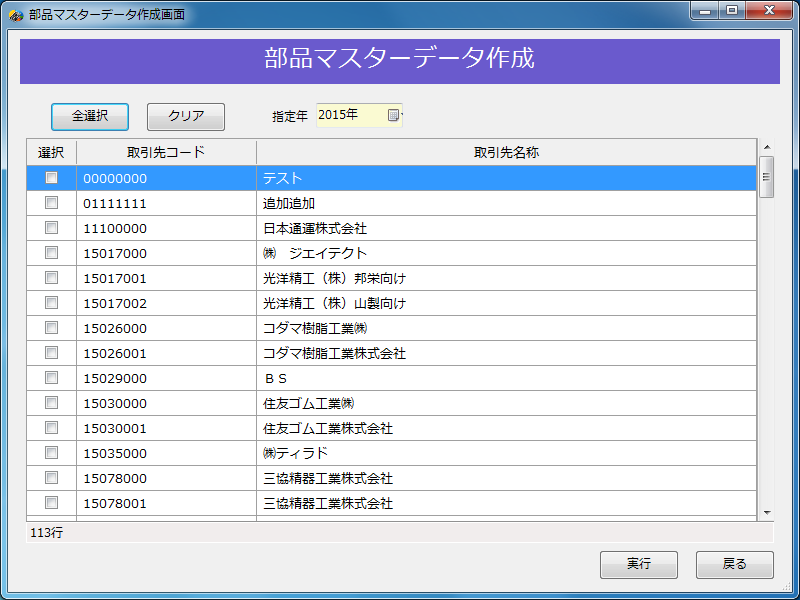 部品マスターデータ作成画面
部品マスターデータ作成
全選択 クリア 指定年 2015年
選択 取引先コード 取引先名称
00000000 テスト
01111111 追加追加
11100000 日本通運株式会社
15017000 ㈱　ジェイテクト
15017001 光洋精工（株）邦栄向け
15017002 光洋精工（株）山製向け
15026000 コダマ樹脂工業㈱
15026001 コダマ樹脂工業株式会社
15029000 ＢＳ
15030000 住友ゴム工業㈱
15030001 住友ゴム工業株式会社
15035000 ㈱ティラド
15078000 三協精器工業株式会社
15078001 三協精器工業株式会社
113行
実行 戻る